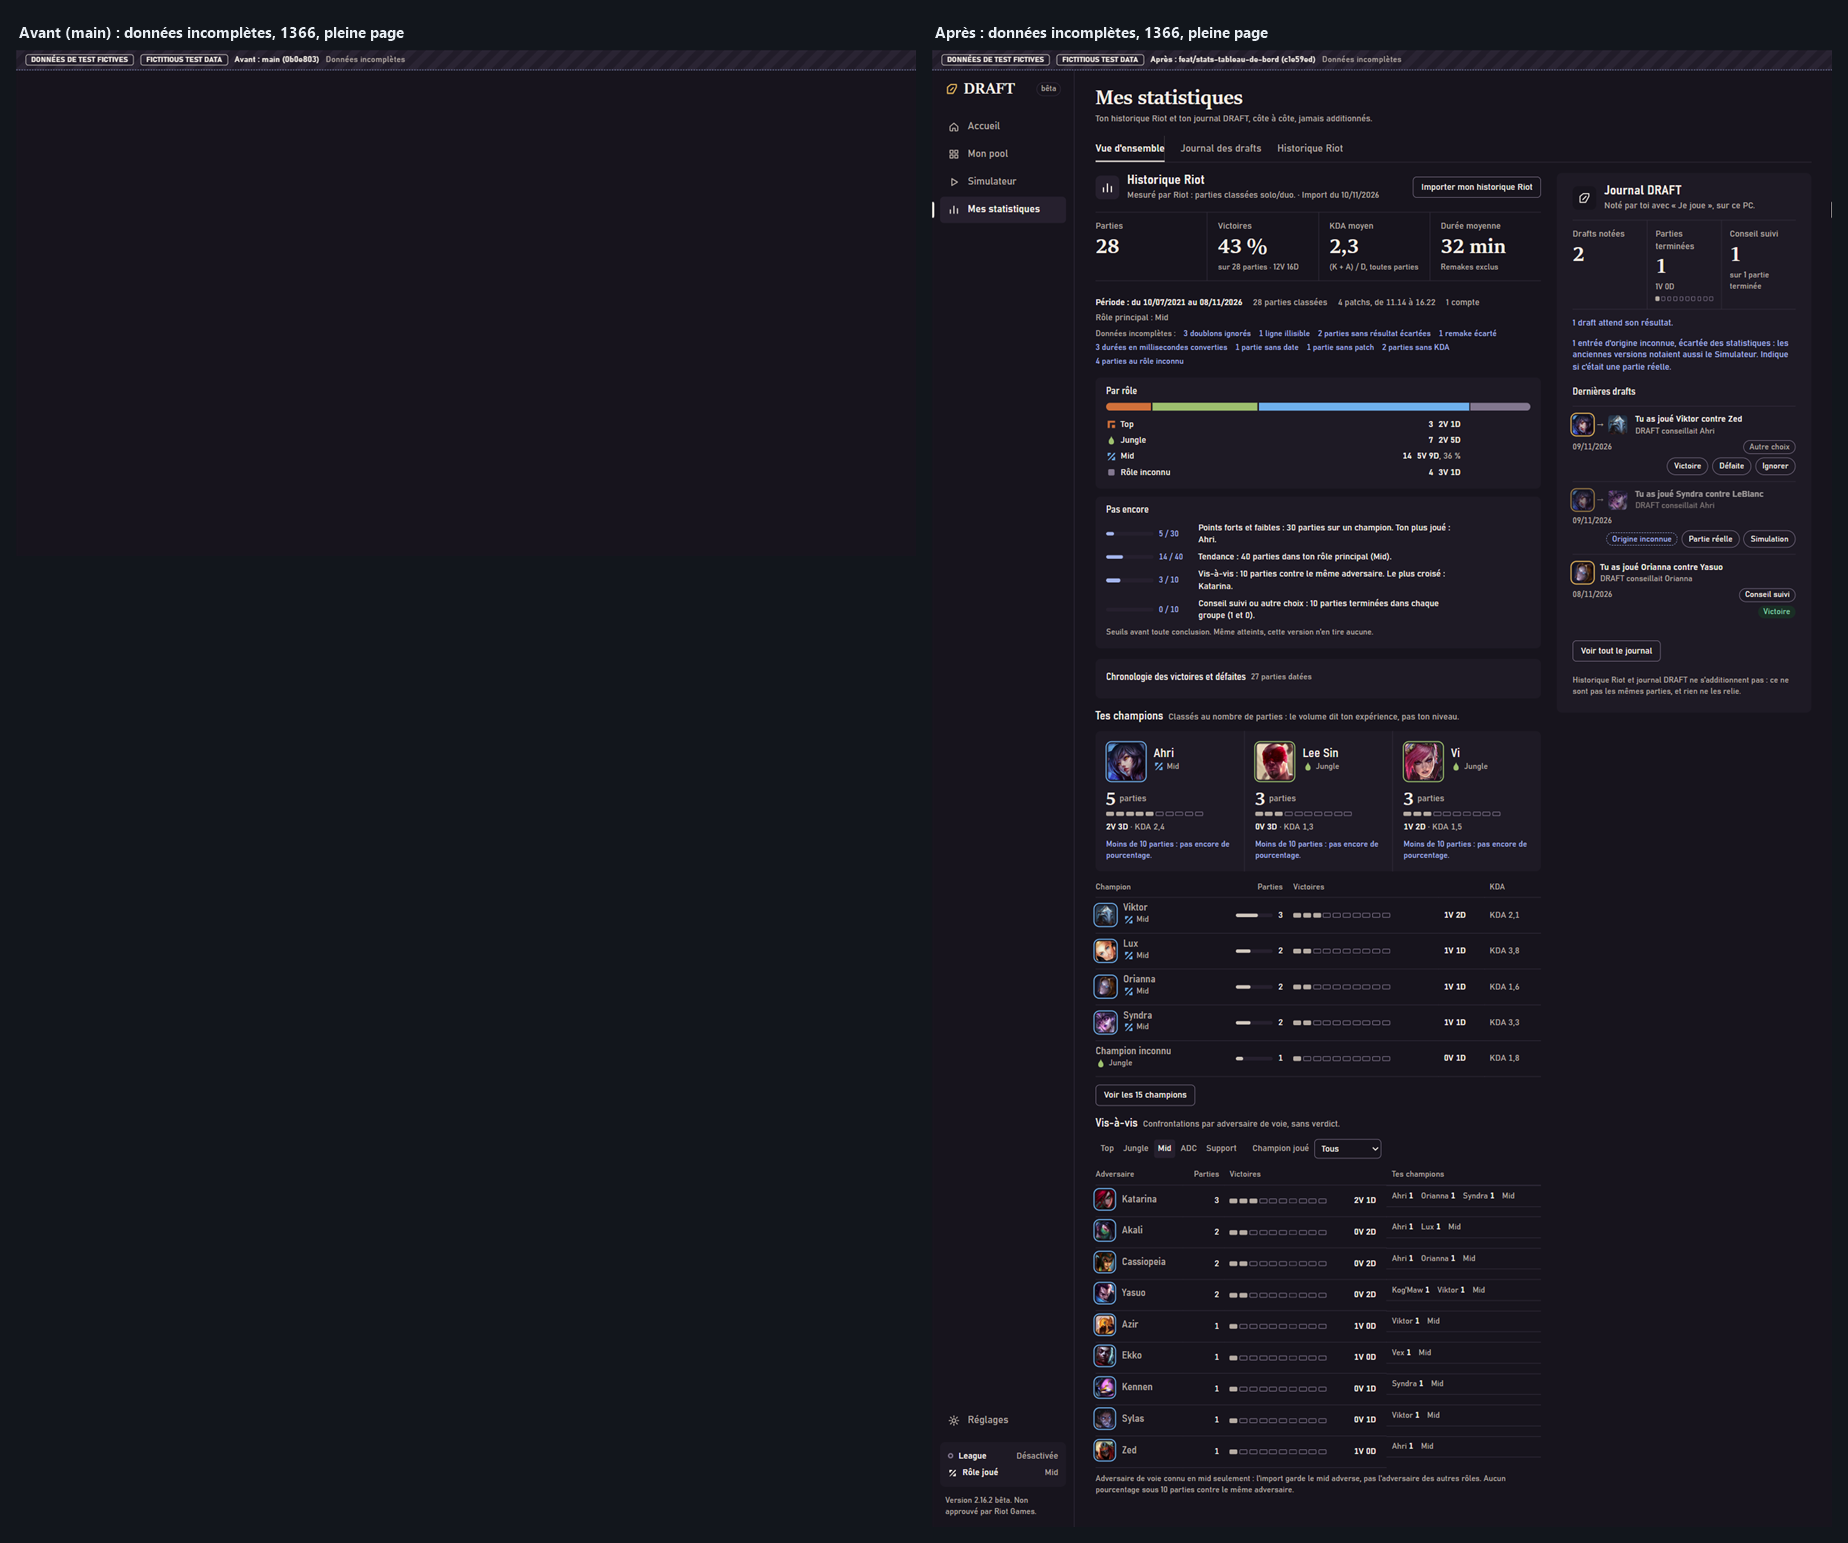 Avant (main) : données incomplètes, 1366, pleine page
DONNÉES DE TEST FICTIVES
FICTITIOUS TEST DATA
Avant : main (0b0e803)
Données incomplètes
Après : données incomplètes, 1366, pleine page
DONNÉES DE TEST FICTIVES
FICTITIOUS TEST DATA
Après : feat/stats-tableau-de-bord (c1e59ed)
Données incomplètes
DRAFT
bêta
Accueil
Mon pool
Simulateur
Mes statistiques
Mes statistiques
Ton historique Riot et ton journal DRAFT, côte à côte, jamais additionnés.
Vue d'ensemble
Journal des drafts
Historique Riot
Historique Riot
Mesuré par Riot : parties classées solo/duo. · Import du 10/11/2026
Importer mon historique Riot
Parties
28
Victoires
43 %
sur 28 parties · 12V 16D
KDA moyen
2,3
(K + A) / D, toutes parties
Durée moyenne
32 min
Remakes exclus
Période : du 10/07/2021 au 08/11/2026 28 parties classées 4 patchs, de 11.14 à 16.22 1 compte
Rôle principal : Mid
Données incomplètes : 3 doublons ignorés 1 ligne illisible 2 parties sans résultat écartées 1 remake écarté
3 durées en millisecondes converties 1 partie sans date 1 partie sans patch 2 parties sans KDA
4 parties au rôle inconnu
Par rôle
Top 3 2V 1D
Jungle 7 2V 5D
Mid 14 5V 9D, 36 %
Rôle inconnu 4 3V 1D
Pas encore
5 / 30
Points forts et faibles : 30 parties sur un champion. Ton plus joué :
Ahri.
14 / 40
Tendance : 40 parties dans ton rôle principal (Mid).
3 / 10
Vis-à-vis : 10 parties contre le même adversaire. Le plus croisé :
Katarina.
0 / 10
Conseil suivi ou autre choix : 10 parties terminées dans chaque
groupe (1 et 0).
Seuils avant toute conclusion. Même atteints, cette version n'en tire aucune.
Chronologie des victoires et défaites 27 parties datées
Tes champions Classés au nombre de parties : le volume dit ton expérience, pas ton niveau.
Ahri
Mid
5 parties
2V 3D · KDA 2,4
Moins de 10 parties : pas encore de
pourcentage.
Lee Sin
Jungle
3 parties
0V 3D · KDA 1,3
Moins de 10 parties : pas encore de
pourcentage.
Vi
Jungle
3 parties
1V 2D · KDA 1,5
Moins de 10 parties : pas encore de
pourcentage.
Champion Parties Victoires KDA
Viktor
Mid
3 1V 2D KDA 2,1
Lux
Mid
2 1V 1D KDA 3,8
Orianna
Mid
2 1V 1D KDA 1,6
Syndra
Mid
2 1V 1D KDA 3,3
Champion inconnu
Jungle
1 0V 1D KDA 1,8
Voir les 15 champions
Vis-à-vis Confrontations par adversaire de voie, sans verdict.
Top Jungle Mid ADC Support Champion joué Tous
Adversaire Parties Victoires Tes champions
Katarina 3 2V 1D Ahri 1 Orianna 1 Syndra 1 Mid
Akali 2 0V 2D Ahri 1 Lux 1 Mid
Cassiopeia 2 0V 2D Ahri 1 Orianna 1 Mid
Yasuo 2 0V 2D Kog'Maw 1 Viktor 1 Mid
Azir 1 1V 0D Viktor 1 Mid
Ekko 1 1V 0D Vex 1 Mid
Kennen 1 0V 1D Syndra 1 Mid
Sylas 1 0V 1D Viktor 1 Mid
Zed 1 1V 0D Ahri 1 Mid
Adversaire de voie connu en mid seulement : l'import garde le mid adverse, pas l'adversaire des autres rôles. Aucun
pourcentage sous 10 parties contre le même adversaire.
Journal DRAFT
Noté par toi avec « Je joue », sur ce PC.
Drafts notées
2
Parties
terminées
1
1V 0D
Conseil suivi
1
sur 1 partie
terminée
1 draft attend son résultat.
1 entrée d'origine inconnue, écartée des statistiques : les
anciennes versions notaient aussi le Simulateur. Indique
si c'était une partie réelle.
Dernières drafts
Tu as joué Viktor contre Zed
DRAFT conseillait Ahri
09/11/2026
Autre choix
Victoire
Défaite
Ignorer
Tu as joué Syndra contre LeBlanc
DRAFT conseillait Ahri
09/11/2026
Origine inconnue
Partie réelle
Simulation
Tu as joué Orianna contre Yasuo
DRAFT conseillait Orianna
08/11/2026
Conseil suivi
Victoire
Voir tout le journal
Historique Riot et journal DRAFT ne s'additionnent pas : ce ne
sont pas les mêmes parties, et rien ne les relie.
Réglages
League Désactivée
Rôle joué Mid
Version 2.16.2 bêta. Non
approuvé par Riot Games.